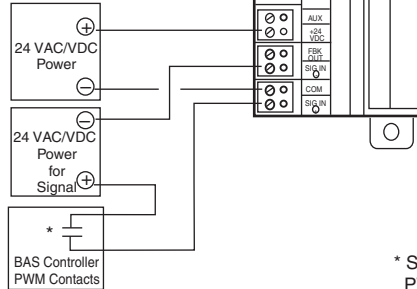 24 VAC/VDC
Power
24 VAC/VDC
Power
for
Signal
*
BAS Controller
PWM Contacts
AUX
+24
VDC
FBK
OUT
SIG IN
COM
SIG IN
* S